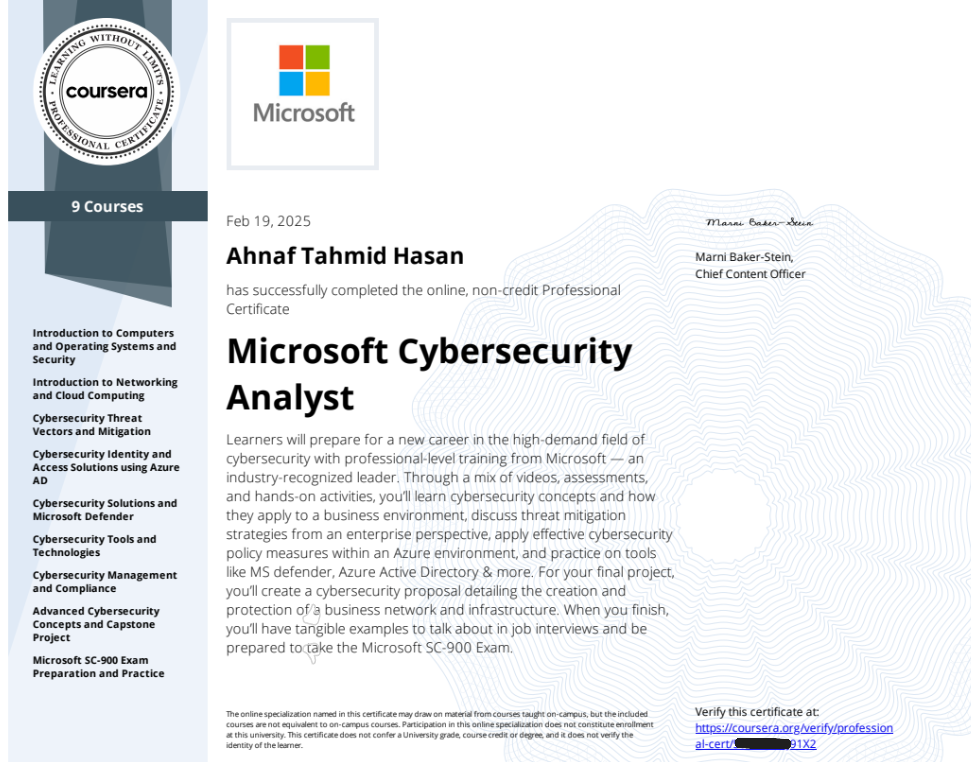 LEARNING WITHOUT LIMITS
coursera
PROFESSIONAL CERTIFICATE
9 Courses
Introduction to Computers
and Operating Systems and
Security
Introduction to Networking
and Cloud Computing
Cybersecurity Threat
Vectors and Mitigation
Cybersecurity Identity and
Access Solutions using Azure
AD
Cybersecurity Solutions and
Microsoft Defender
Cybersecurity Tools and
Technologies
Cybersecurity Management
and Compliance
Advanced Cybersecurity
Concepts and Capstone
Project
Microsoft SC-900 Exam
Preparation and Practice
Microsoft
Feb 19, 2025
Ahnaf Tahmid Hasan
has successfully completed the online, non-credit Professional
Certificate
Microsoft Cybersecurity
Analyst
Learners will prepare for a new career in the high-demand field of
cybersecurity with professional-level training from Microsoft — an
industry-recognized leader. Through a mix of videos, assessments,
and hands-on activities, you’ll learn cybersecurity concepts and how
they apply to a business environment, discuss threat mitigation
strategies from an enterprise perspective, apply effective cybersecurity
policy measures within an Azure environment, and practice on tools
like MS defender, Azure Active Directory & more. For your final project,
you’ll create a cybersecurity proposal detailing the creation and
protection of a business network and infrastructure. When you finish,
you’ll have tangible examples to talk about in job interviews and be
prepared to take the Microsoft SC-900 Exam.
The online specialization named in this certificate may draw on material from courses taught on-campus, but the included
courses are not equivalent to on-campus courses. Participation in this online specialization does not constitute enrollment
at this university. This certificate does not confer a University grade, course credit or degree, and it does not verify the
identity of the learner.
Marni Baker-Stein
Marni Baker-Stein,
Chief Content Officer
Verify this certificate at:
https://coursera.org/verify/profession
al-cert/ 91X2